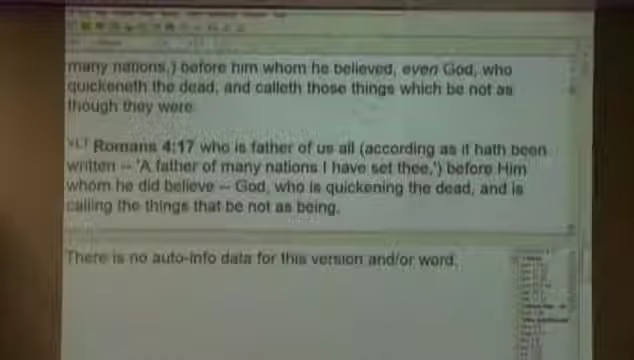 many nations,) before him whom he believed, even God, who
quickeneth the dead, and calleth those things which be not as
though they were.
YLT Romans 4:17 who is father of us all (according as it hath been
written -- 'A father of many nations I have set thee,') before Him
whom he did believe -- God, who is quickening the dead, and is
calling the things that be not as being.
There is no auto-info data for this version and/or word.